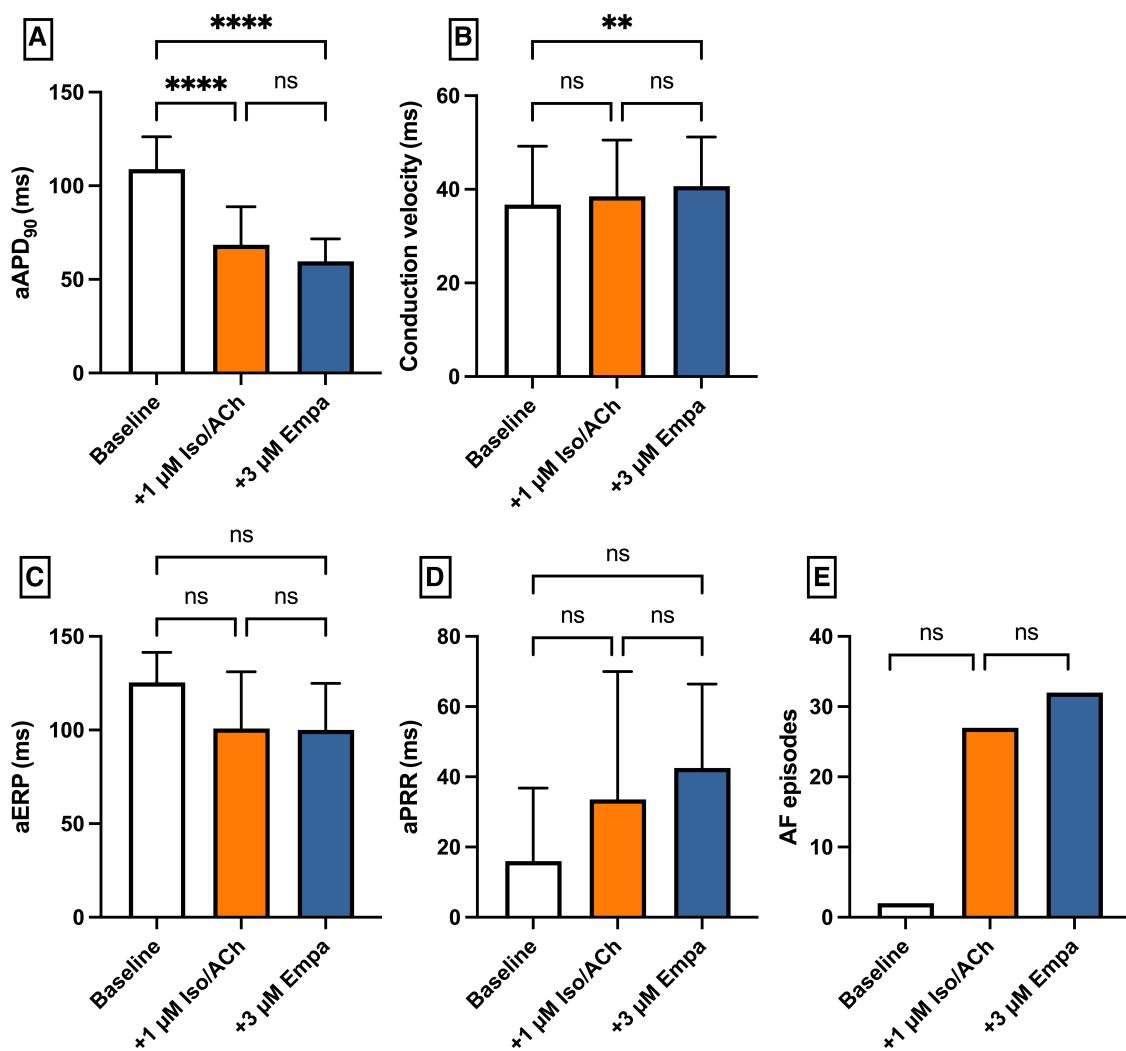 A
✱✱✱✱
✱✱✱✱
ns
150
100
50
0
aAPD90 (ms)
Baseline
+1 µM Iso/ACh
+3 µM Empa
B
✱✱
ns
ns
60
40
20
0
Conduction velocity (ms)
Baseline
+1 µM Iso/ACh
+3 µM Empa
C
ns
ns
ns
150
100
50
0
aERP (ms)
Baseline
+1 µM Iso/ACh
+3 µM Empa
D
ns
ns
ns
80
60
40
20
0
aPRR (ms)
Baseline
+1 µM Iso/ACh
+3 µM Empa
E
ns
ns
40
30
20
10
0
AF episodes
Baseline
+1 µM Iso/ACh
+3 µM Empa